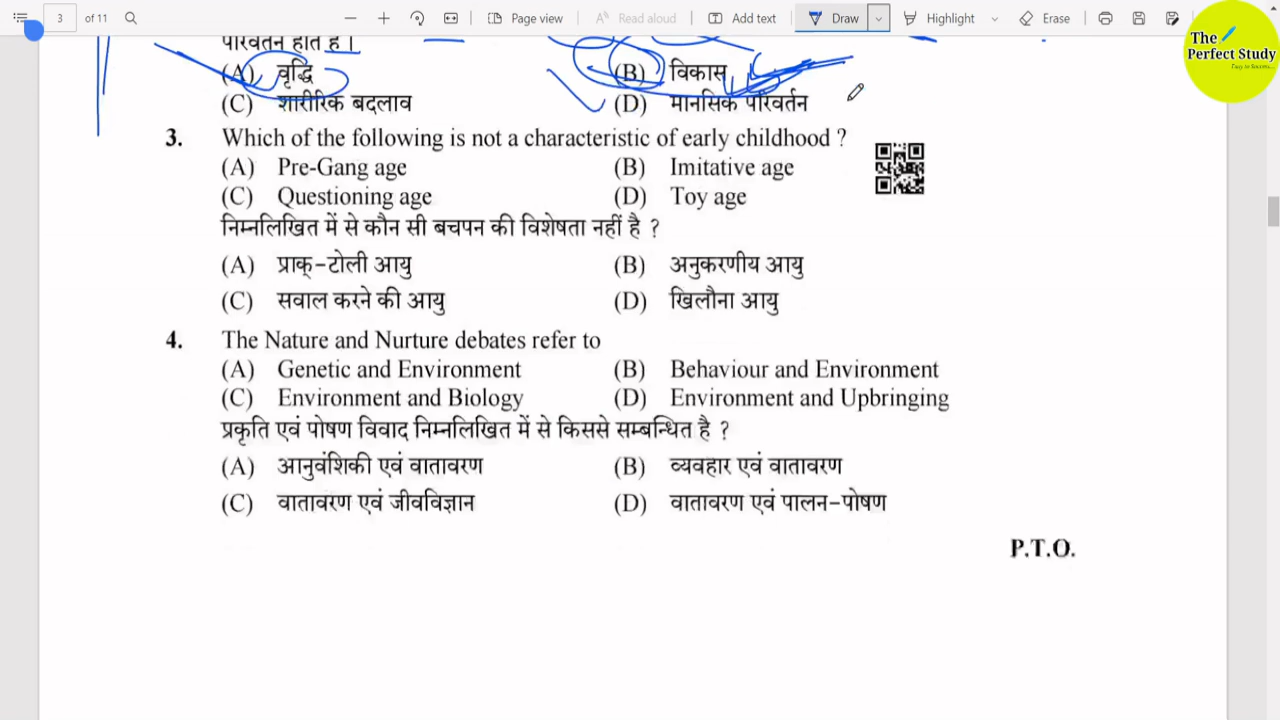 3 of 11 Page view Read aloud Add text Draw Highlight Erase
The Perfect Study
Easy to Secrets...
परिवर्तन होते है।
(A) वृद्धि (B) विकास
(C) शारीरिक बदलाव (D) मानसिक परिवर्तन
3. Which of the following is not a characteristic of early childhood ?
(A) Pre-Gang age (B) Imitative age
(C) Questioning age (D) Toy age
निम्नलिखित में से कौन सी बचपन की विशेषता नहीं है ?
(A) प्राक्-टोली आयु (B) अनुकरणीय आयु
(C) सवाल करने की आयु (D) खिलौना आयु
4. The Nature and Nurture debates refer to
(A) Genetic and Environment (B) Behaviour and Environment
(C) Environment and Biology (D) Environment and Upbringing
प्रकृति एवं पोषण विवाद निम्नलिखित में से किससे सम्बन्धित है ?
(A) आनुवंशिकी एवं वातावरण (B) व्यवहार एवं वातावरण
(C) वातावरण एवं जीवविज्ञान (D) वातावरण एवं पालन-पोषण
P.T.O.